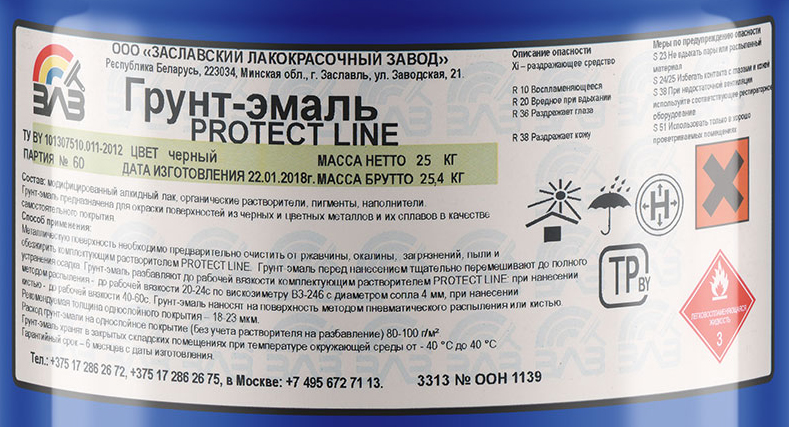 ЗЛЗ
ООО «ЗАСЛАВСКИЙ ЛАКОКРАСОЧНЫЙ ЗАВОД»
Республика Беларусь, 223034, Минская обл., г. Заславль, ул. Заводская, 21.
Грунт-эмаль
PROTECT LINE
ТУ BY 101307510.011-2012 ЦВЕТ черный МАССА НЕТТО 25 КГ
ПАРТИЯ № 60 ДАТА ИЗГОТОВЛЕНИЯ 22.01.2018г. МАССА БРУТТО 25,4 КГ
Состав: модифицированный алкидный лак, органические растворители, пигменты, наполнители.
Грунт-эмаль предназначена для окраски поверхностей из черных и цветных металлов и их сплавов в качестве
самостоятельного покрытия.
Способ применения:
Металлическую поверхность необходимо предварительно очистить от ржавчины, окалины, загрязнений, пыли и
обезжирить комплектующим растворителем PROTECT LINE. Грунт-эмаль перед нанесением тщательно перемешивают до полного
устранения осадка. Грунт-эмаль разбавляют до рабочей вязкости комплектующим растворителем PROTECT LINE: при нанесении
методом распыления - до рабочей вязкости 20-24с по вискозиметру ВЗ-246 с диаметром сопла 4 мм, при нанесении
кистью - до рабочей вязкости 40-60с. Грунт-эмаль наносят на поверхность методом пневматического распыления или кистью.
Рекомендуемая толщина однослойного покрытия – 18-23 мкм.
Расход грунт-эмали на однослойное покрытие (без учета растворителя на разбавление) 80-100 г/м²
Грунт-эмаль хранят в закрытых складских помещениях при температуре окружающей среды от - 40 °С до 40 °С
Гарантийный срок – 6 месяцев с даты изготовления.
Тел.: +375 17 286 26 72, +375 17 286 26 75, в Москве: +7 495 672 71 13. 3313 № ООН 1139
Описание опасности
Xi – раздражающее средство
R 10 Воспламеняющееся
R 20 Вредное при вдыхании
R 36 Раздражает глаза
R 38 Раздражает кожу
Меры по предупреждению опасности
S 23 Не вдыхать пары или распыленный
материал
S 24/25 Избегать контакта с глазами и кожей
S 38 При недостаточной вентиляции
используйте соответствующее респираторное
оборудование
S 51 Использовать только в хорошо
проветриваемых помещениях
Н
TP BY
ЛЕГКОВОСПЛАМЕНЯЮЩАЯСЯ
ЖИДКОСТЬ
3